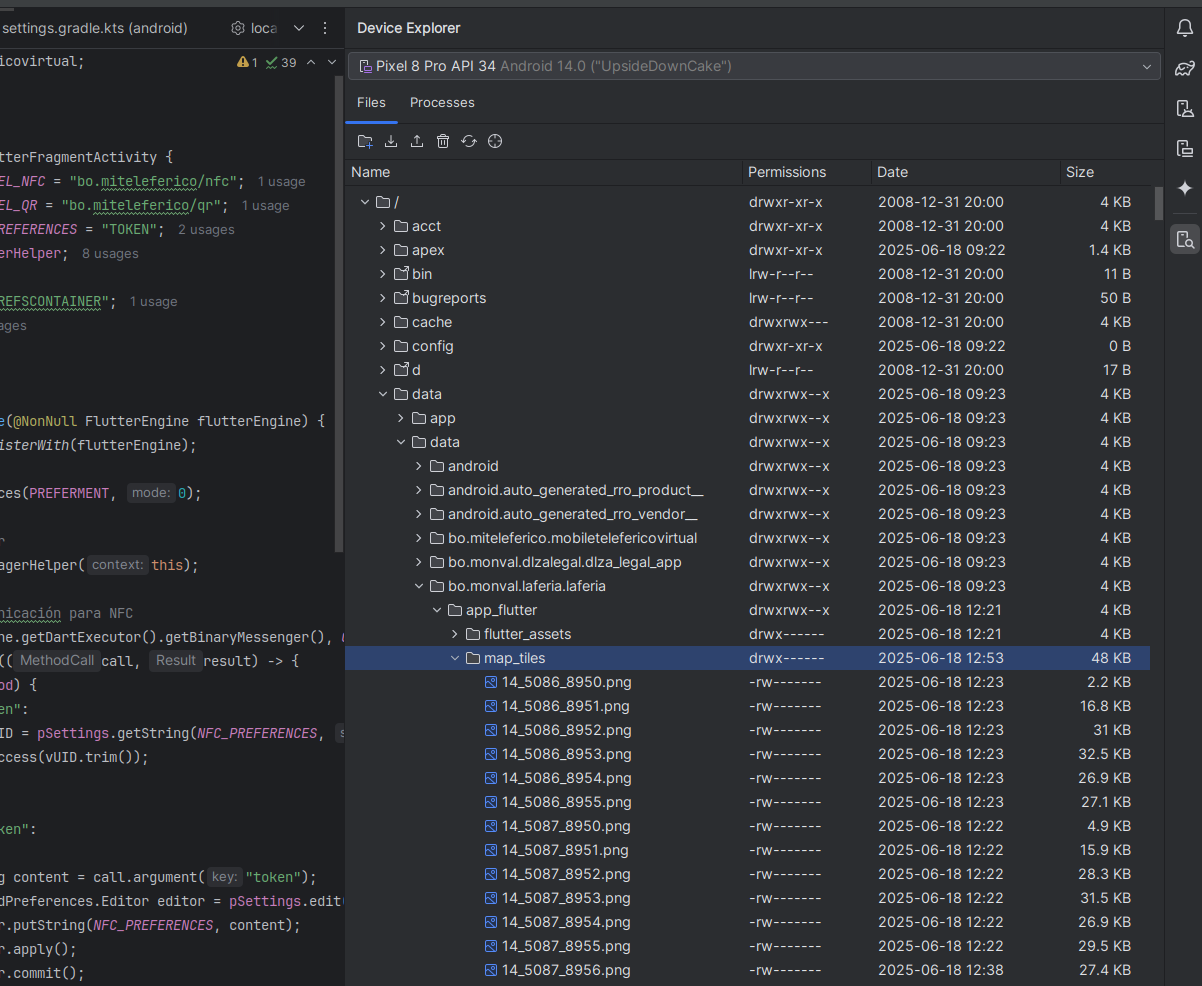 settings.gradle.kts (android) loca
icovirtual; 1 39
tterFragmentActivity {
EL_NFC = "bo.miteleferico/nfc"; 1 usage
EL_QR = "bo.miteleferico/qr"; 1 usage
REFERENCES = "TOKEN"; 2 usages
erHelper; 8 usages
REFSCONTAINER"; 1 usage
ages
e(@NonNull FlutterEngine flutterEngine) {
isterWith(flutterEngine);
ces(PREFERMENT, mode: 0);
agerHelper( context: this);
nicación para NFC
ne.getDartExecutor().getBinaryMessenger(),
(( MethodCall call, Result result) -> {
od) {
en":
ID = pSettings.getString(NFC_PREFERENCES, s
ccess(vUID.trim());
ken":
g content = call.argument( key: "token");
dPreferences.Editor editor = pSettings.edit(
r.putString(NFC_PREFERENCES, content);
r.apply();
r.commit();
Device Explorer
Pixel 8 Pro API 34 Android 14.0 ("UpsideDownCake")
Files Processes
Name Permissions Date Size
/ drwxr-xr-x 2008-12-31 20:00 4 KB
acct drwxr-xr-x 2008-12-31 20:00 4 KB
apex drwxr-xr-x 2025-06-18 09:22 1.4 KB
bin lrw-r--r-- 2008-12-31 20:00 11 B
bugreports lrw-r--r-- 2008-12-31 20:00 50 B
cache drwxrwx--- 2008-12-31 20:00 4 KB
config drwxr-xr-x 2025-06-18 09:22 0 B
d lrw-r--r-- 2008-12-31 20:00 17 B
data drwxrwx--x 2025-06-18 09:23 4 KB
app drwxrwx--x 2025-06-18 09:23 4 KB
data drwxrwx--x 2025-06-18 09:23 4 KB
android drwxrwx--x 2025-06-18 09:23 4 KB
android.auto_generated_rro_product__ drwxrwx--x 2025-06-18 09:23 4 KB
android.auto_generated_rro_vendor__ drwxrwx--x 2025-06-18 09:23 4 KB
bo.miteleferico.mobiletelefericovirtual drwxrwx--x 2025-06-18 09:23 4 KB
bo.monval.dlzalegal.dlza_legal_app drwxrwx--x 2025-06-18 09:23 4 KB
bo.monval.laferia.laferia drwxrwx--x 2025-06-18 09:23 4 KB
app_flutter drwxrwx--x 2025-06-18 12:21 4 KB
flutter_assets drwx------ 2025-06-18 12:21 4 KB
map_tiles drwx------ 2025-06-18 12:53 48 KB
14_5086_8950.png -rw------- 2025-06-18 12:23 2.2 KB
14_5086_8951.png -rw------- 2025-06-18 12:23 16.8 KB
14_5086_8952.png -rw------- 2025-06-18 12:23 31 KB
14_5086_8953.png -rw------- 2025-06-18 12:23 32.5 KB
14_5086_8954.png -rw------- 2025-06-18 12:23 26.9 KB
14_5086_8955.png -rw------- 2025-06-18 12:23 27.1 KB
14_5087_8950.png -rw------- 2025-06-18 12:22 4.9 KB
14_5087_8951.png -rw------- 2025-06-18 12:22 15.9 KB
14_5087_8952.png -rw------- 2025-06-18 12:22 28.3 KB
14_5087_8953.png -rw------- 2025-06-18 12:22 31.5 KB
14_5087_8954.png -rw------- 2025-06-18 12:22 26.9 KB
14_5087_8955.png -rw------- 2025-06-18 12:22 29.5 KB
14_5087_8956.png -rw------- 2025-06-18 12:38 27.4 KB